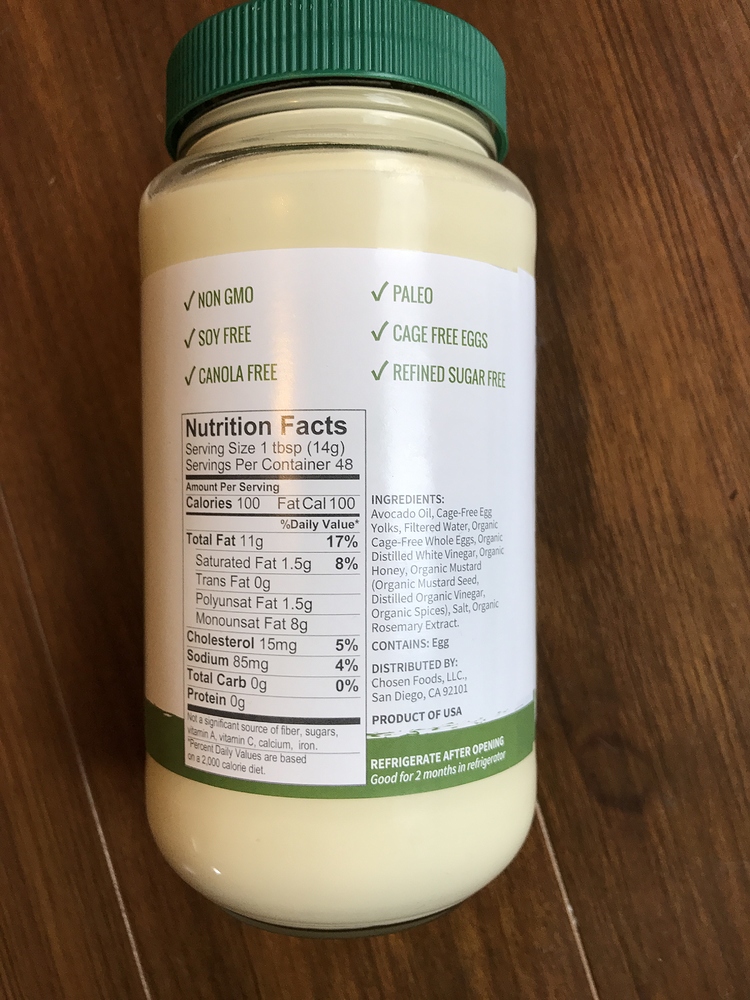 ✓ NON GMO
✓ SOY FREE
✓ CANOLA FREE
✓ PALEO
✓ CAGE FREE EGGS
✓ REFINED SUGAR FREE
Nutrition Facts
Serving Size 1 tbsp (14g)
Servings Per Container 48
Amount Per Serving
Calories 100 Fat Cal 100
%Daily Value*
Total Fat 11g 17%
Saturated Fat 1.5g 8%
Trans Fat 0g
Polyunsat Fat 1.5g
Monounsat Fat 8g
Cholesterol 15mg 5%
Sodium 85mg 4%
Total Carb 0g 0%
Protein 0g
Not a significant source of fiber, sugars,
vitamin A, vitamin C, calcium, iron.
*Percent Daily Values are based
on a 2,000 calorie diet.
INGREDIENTS:
Avocado Oil, Cage-Free Egg
Yolks, Filtered Water, Organic
Cage-Free Whole Eggs, Organic
Distilled White Vinegar, Organic
Honey, Organic Mustard
(Organic Mustard Seed,
Distilled Organic Vinegar,
Organic Spices), Salt, Organic
Rosemary Extract.
CONTAINS: Egg
DISTRIBUTED BY:
Chosen Foods, LLC.,
San Diego, CA 92101
PRODUCT OF USA
REFRIGERATE AFTER OPENING
Good for 2 months in refrigerator